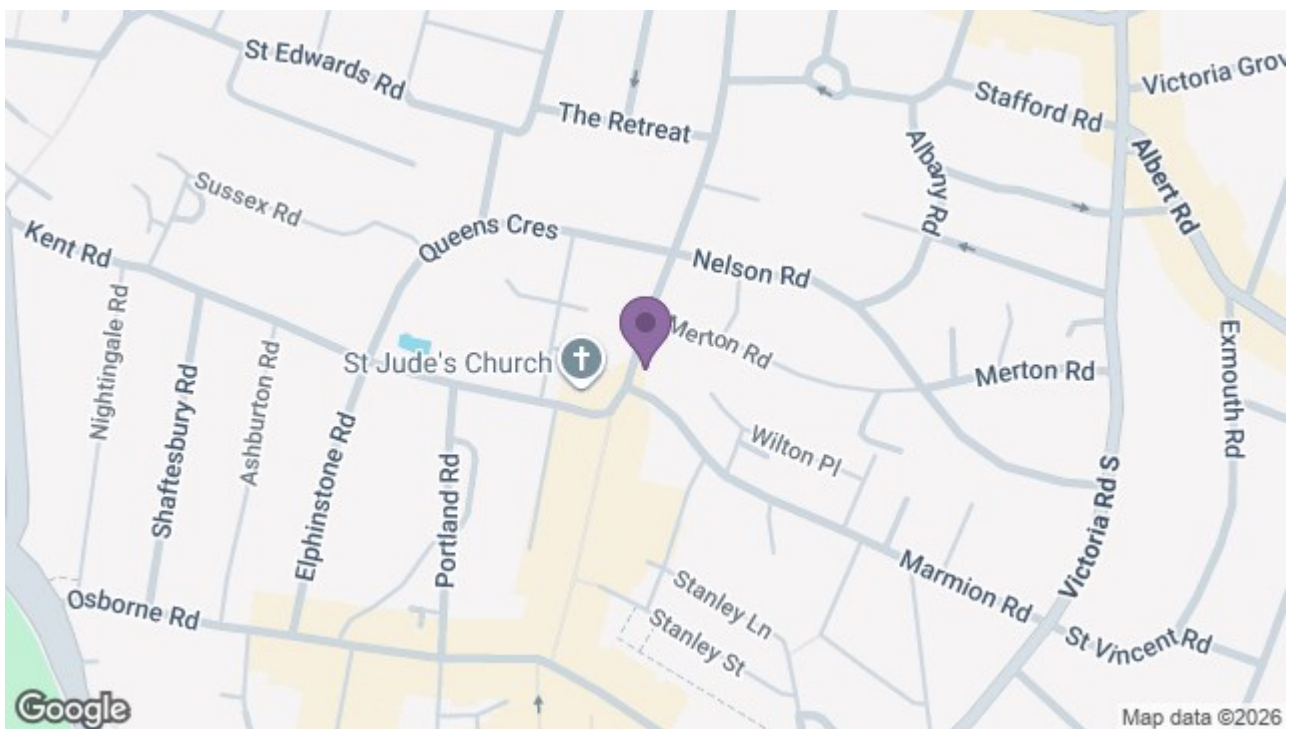 St Edwards Rd
The Retreat
Stafford Rd
Victoria Grov
Albany Rd
Albert Rd
Sussex Rd
Queens Cres
Kent Rd
Nelson Rd
Nightingale Rd
Merton Rd
St Jude's Church
Merton Rd
Exmouth Rd
Shaftesbury Rd
Ashburton Rd
Elphinstone Rd
Portland Rd
Wilton Pl
Victoria Rd S
Marmion Rd
Osborne Rd
Stanley Ln
Stanley St
St Vincent Rd
Google
Map data ©2026